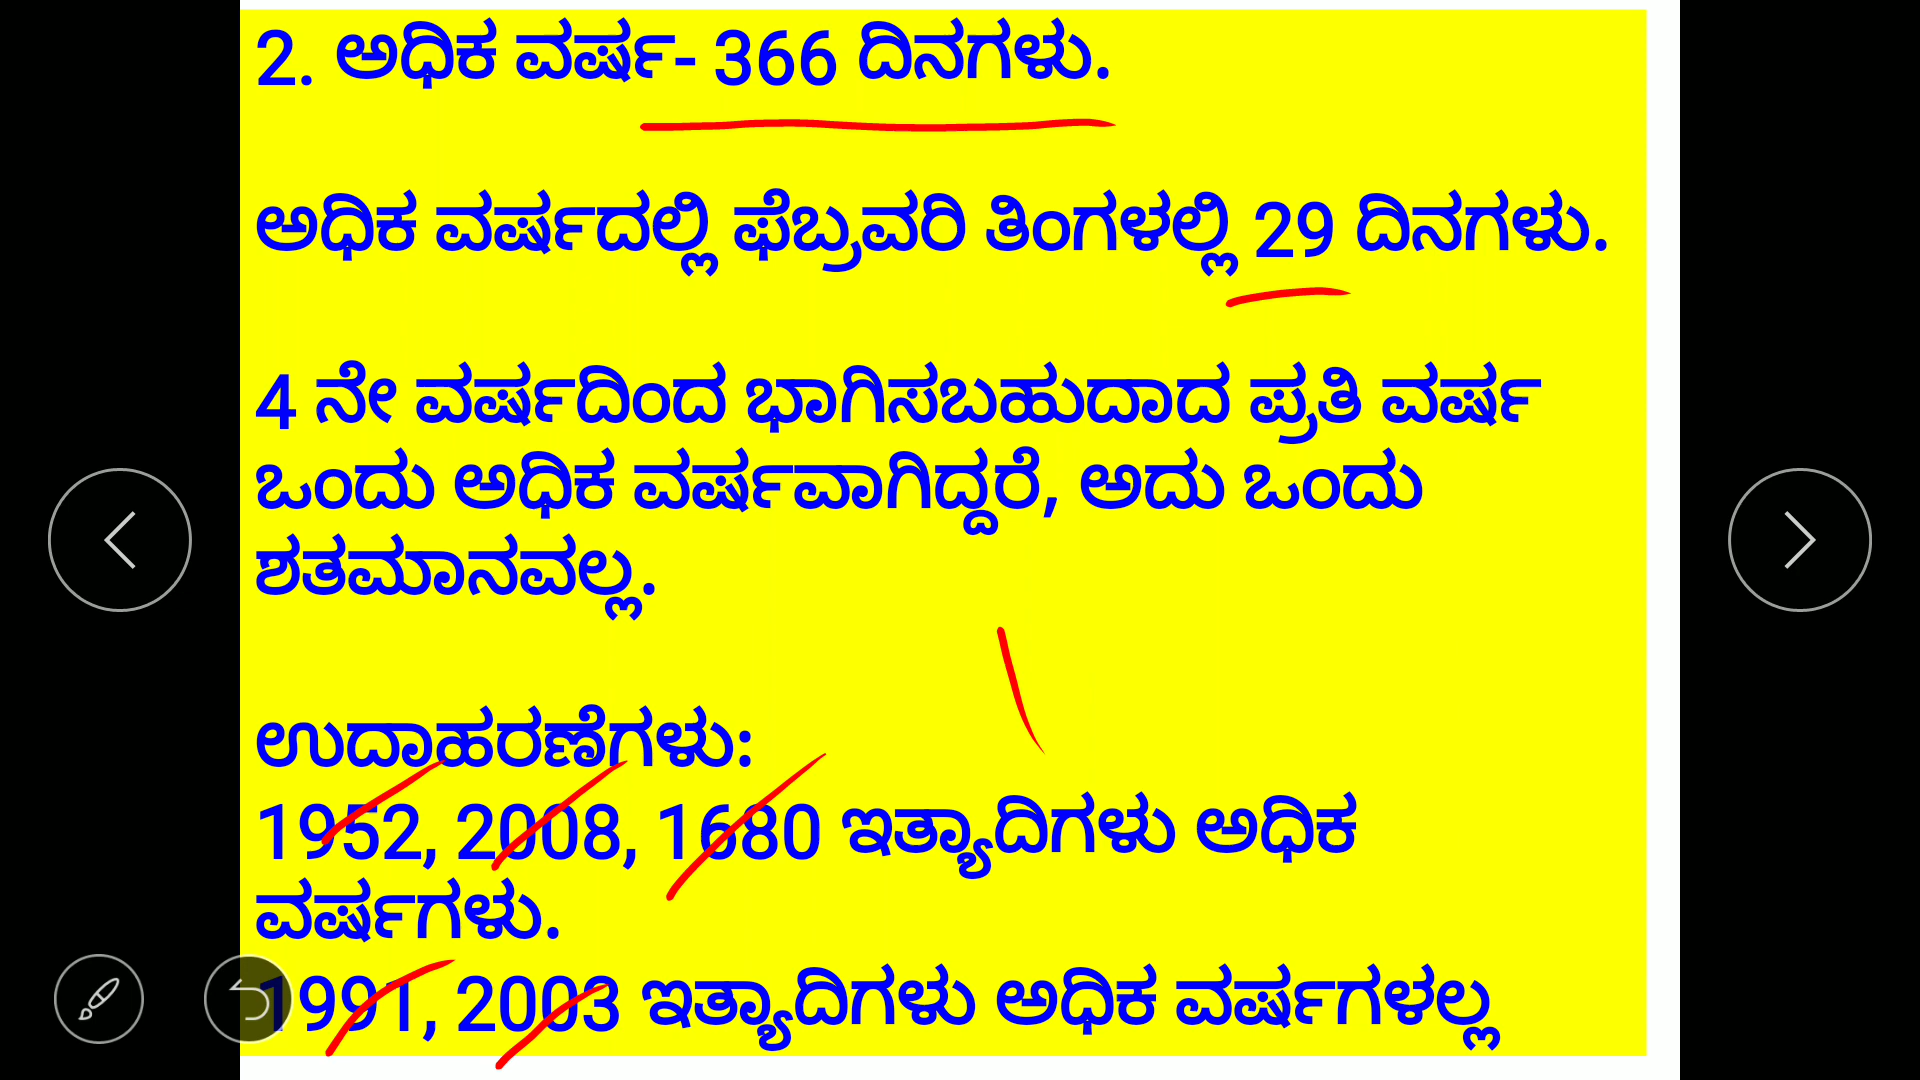 2. ಅಧಿಕ ವರ್ಷ- 366 ದಿನಗಳು.
ಅಧಿಕ ವರ್ಷದಲ್ಲಿ ಫೆಬ್ರವರಿ ತಿಂಗಳಲ್ಲಿ 29 ದಿನಗಳು.
4 ನೇ ವರ್ಷದಿಂದ ಭಾಗಿಸಬಹುದಾದ ಪ್ರತಿ ವರ್ಷ
ಒಂದು ಅಧಿಕ ವರ್ಷವಾಗಿದ್ದರೆ, ಅದು ಒಂದು
ಶತಮಾನವಲ್ಲ.
ಉದಾಹರಣೆಗಳು:
1952, 2008, 1680 ಇತ್ಯಾದಿಗಳು ಅಧಿಕ
ವರ್ಷಗಳು.
1991, 2003 ಇತ್ಯಾದಿಗಳು ಅಧಿಕ ವರ್ಷಗಳಲ್ಲ